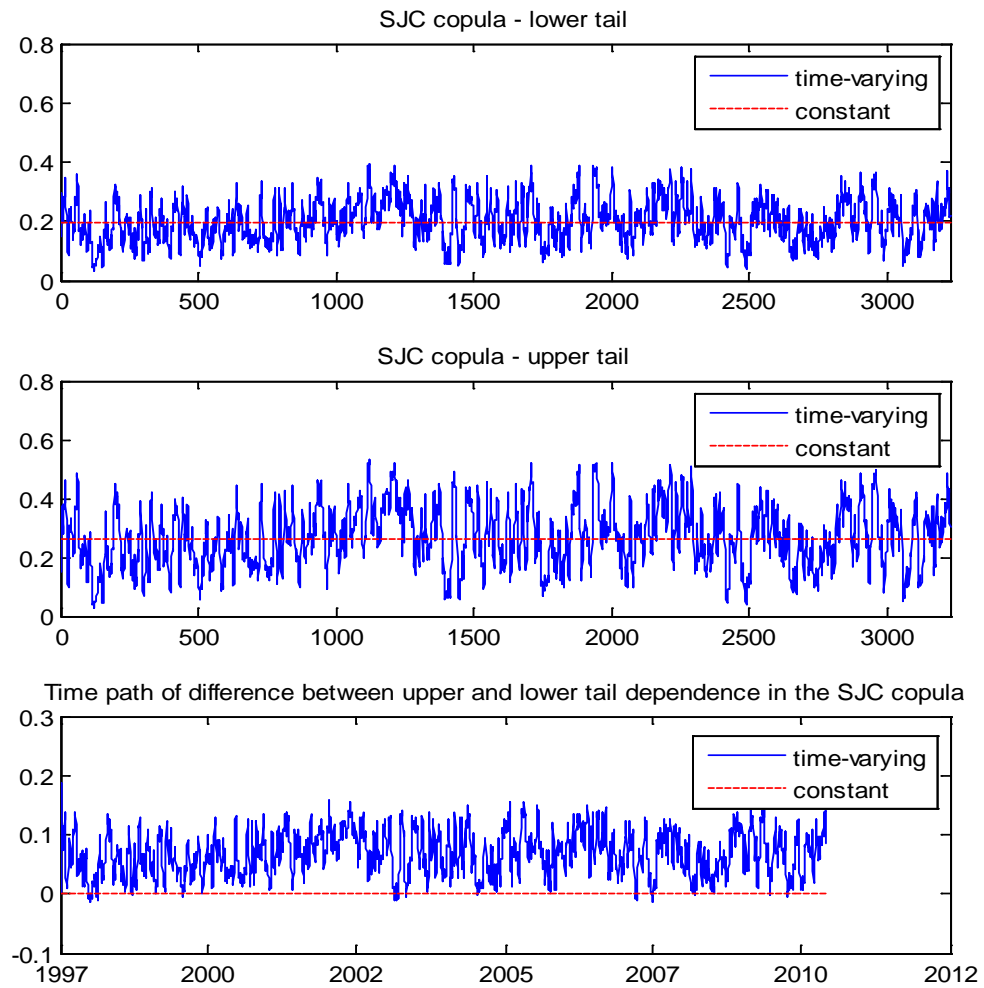 SJC copula - lower tail
0.8
0.6
0.4
0.2
0
time-varying
constant
0 500 1000 1500 2000 2500 3000
SJC copula - upper tail
0.8
0.6
0.4
0.2
0
time-varying
constant
0 500 1000 1500 2000 2500 3000
Time path of difference between upper and lower tail dependence in the SJC copula
0.3
0.2
0.1
0
-0.1
time-varying
constant
1997 2000 2002 2005 2007 2010 2012